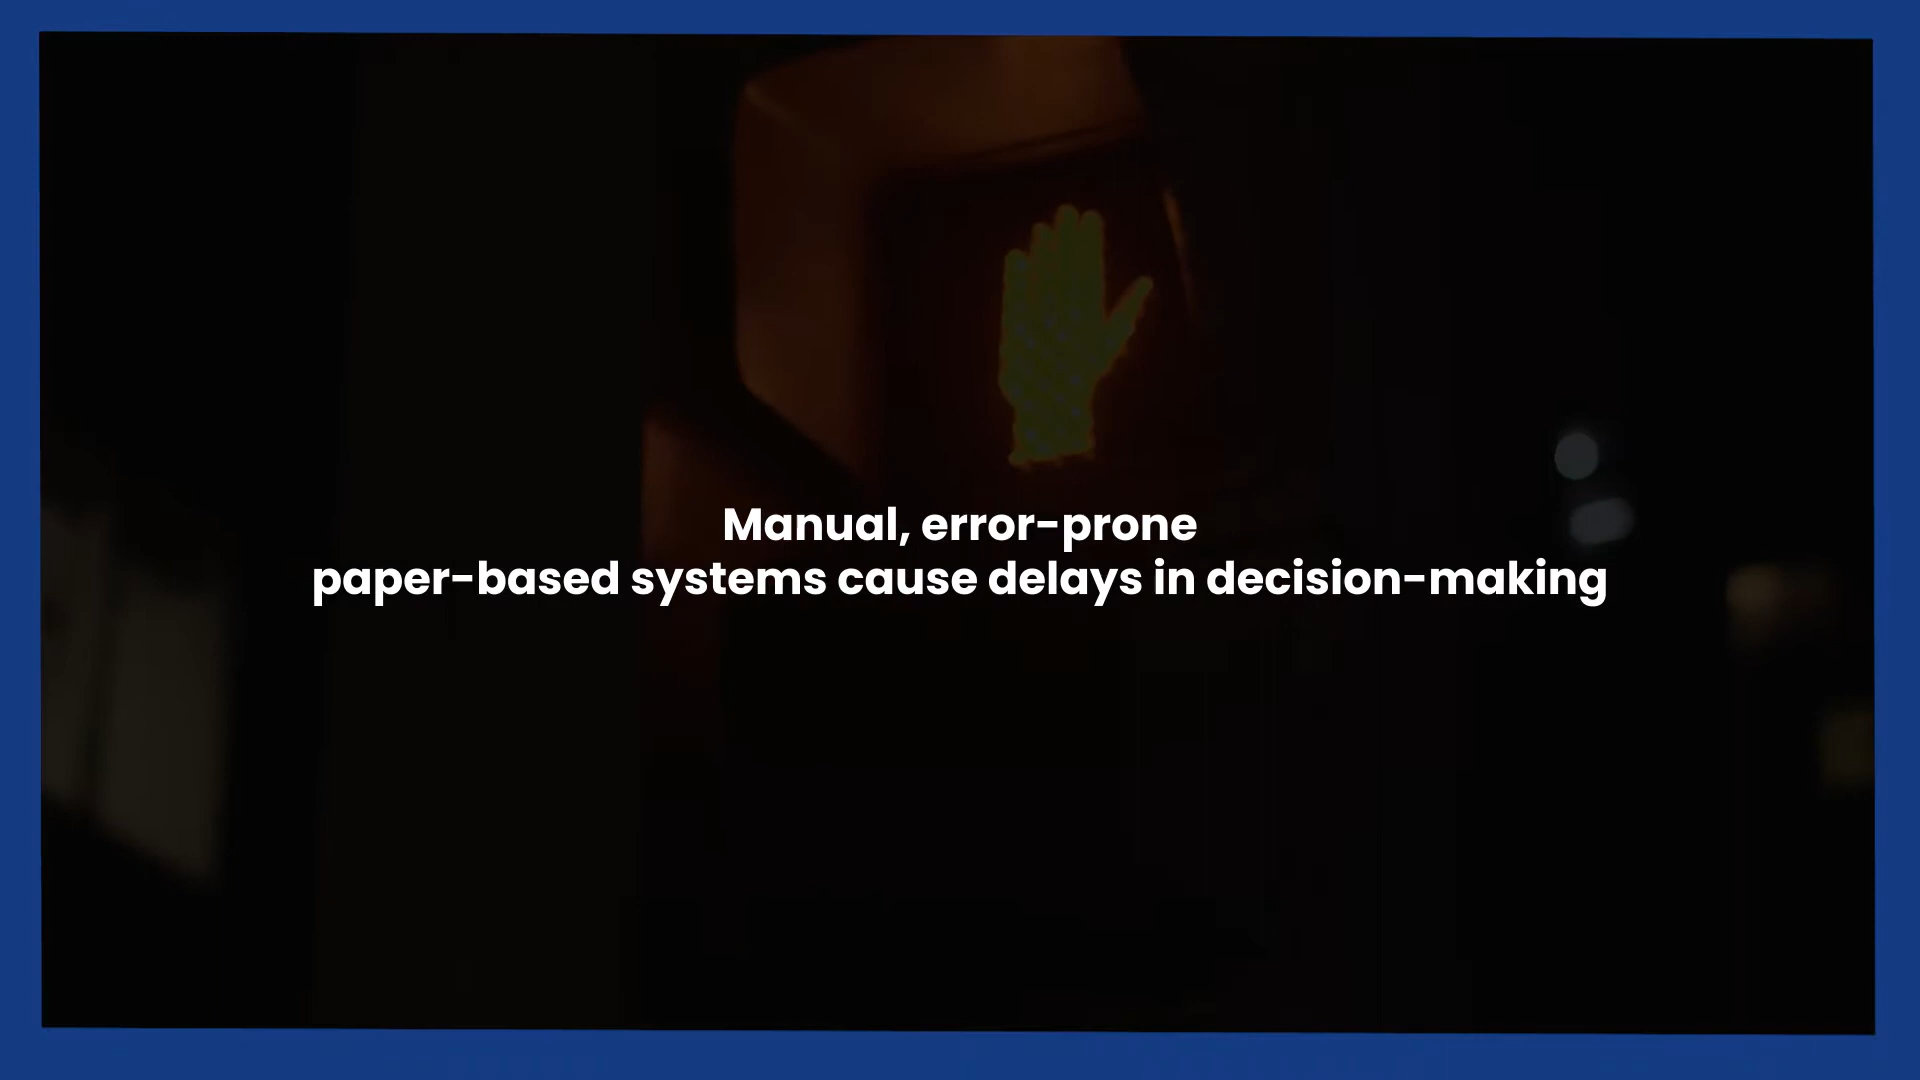 Manual, error-prone
paper-based systems cause delays in decision-making